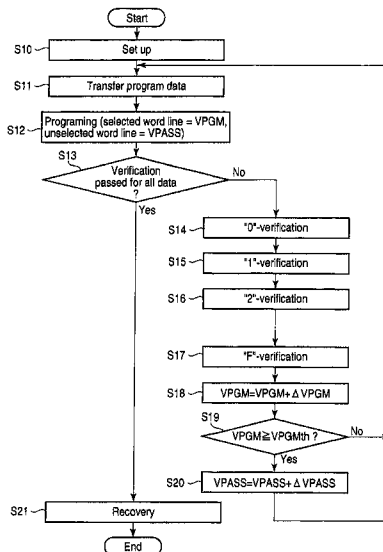 Start
S10
Set up
S11
Transfer program data
S12
Programing (selected word line = VPGM,
unselected word line = VPASS)
S13
Verification
passed for all data
?
No
Yes
S14
"0"-verification
S15
"1"-verification
S16
"2"-verification
S17
"F"-verification
S18
VPGM=VPGM+ΔVPGM
S19
VPGM≧VPGMth ?
No
Yes
S20
VPASS=VPASS+ΔVPASS
S21
Recovery
End